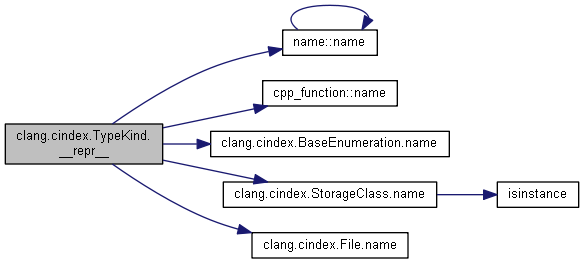 name::name
cpp_function::name
clang.cindex.TypeKind.
__repr__
clang.cindex.BaseEnumeration.name
clang.cindex.StorageClass.name
isinstance
clang.cindex.File.name